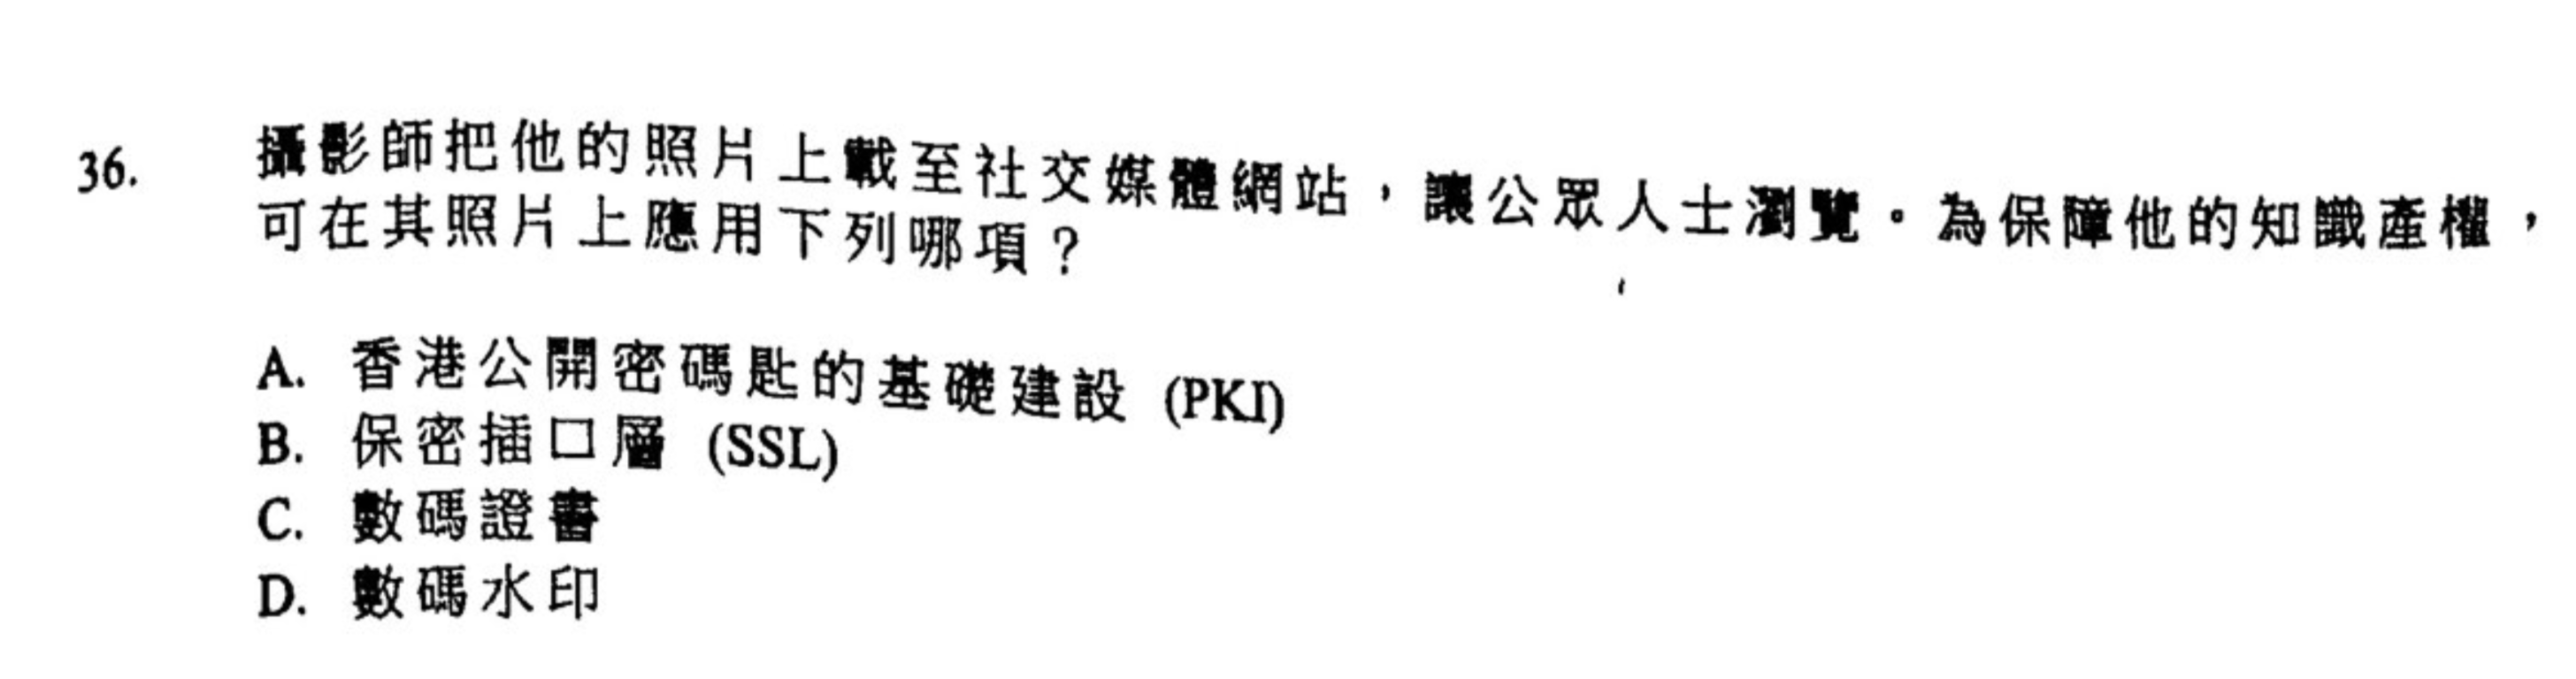 36. 攝影師把他的照片上載至社交媒體網站，讓公眾人士瀏覽。為保障他的知識產權，
可在其照片上應用下列哪項？
A. 香港公開密碼匙的基礎建設 (PKI)
B. 保密插口層 (SSL)
C. 數碼證書
D. 數碼水印